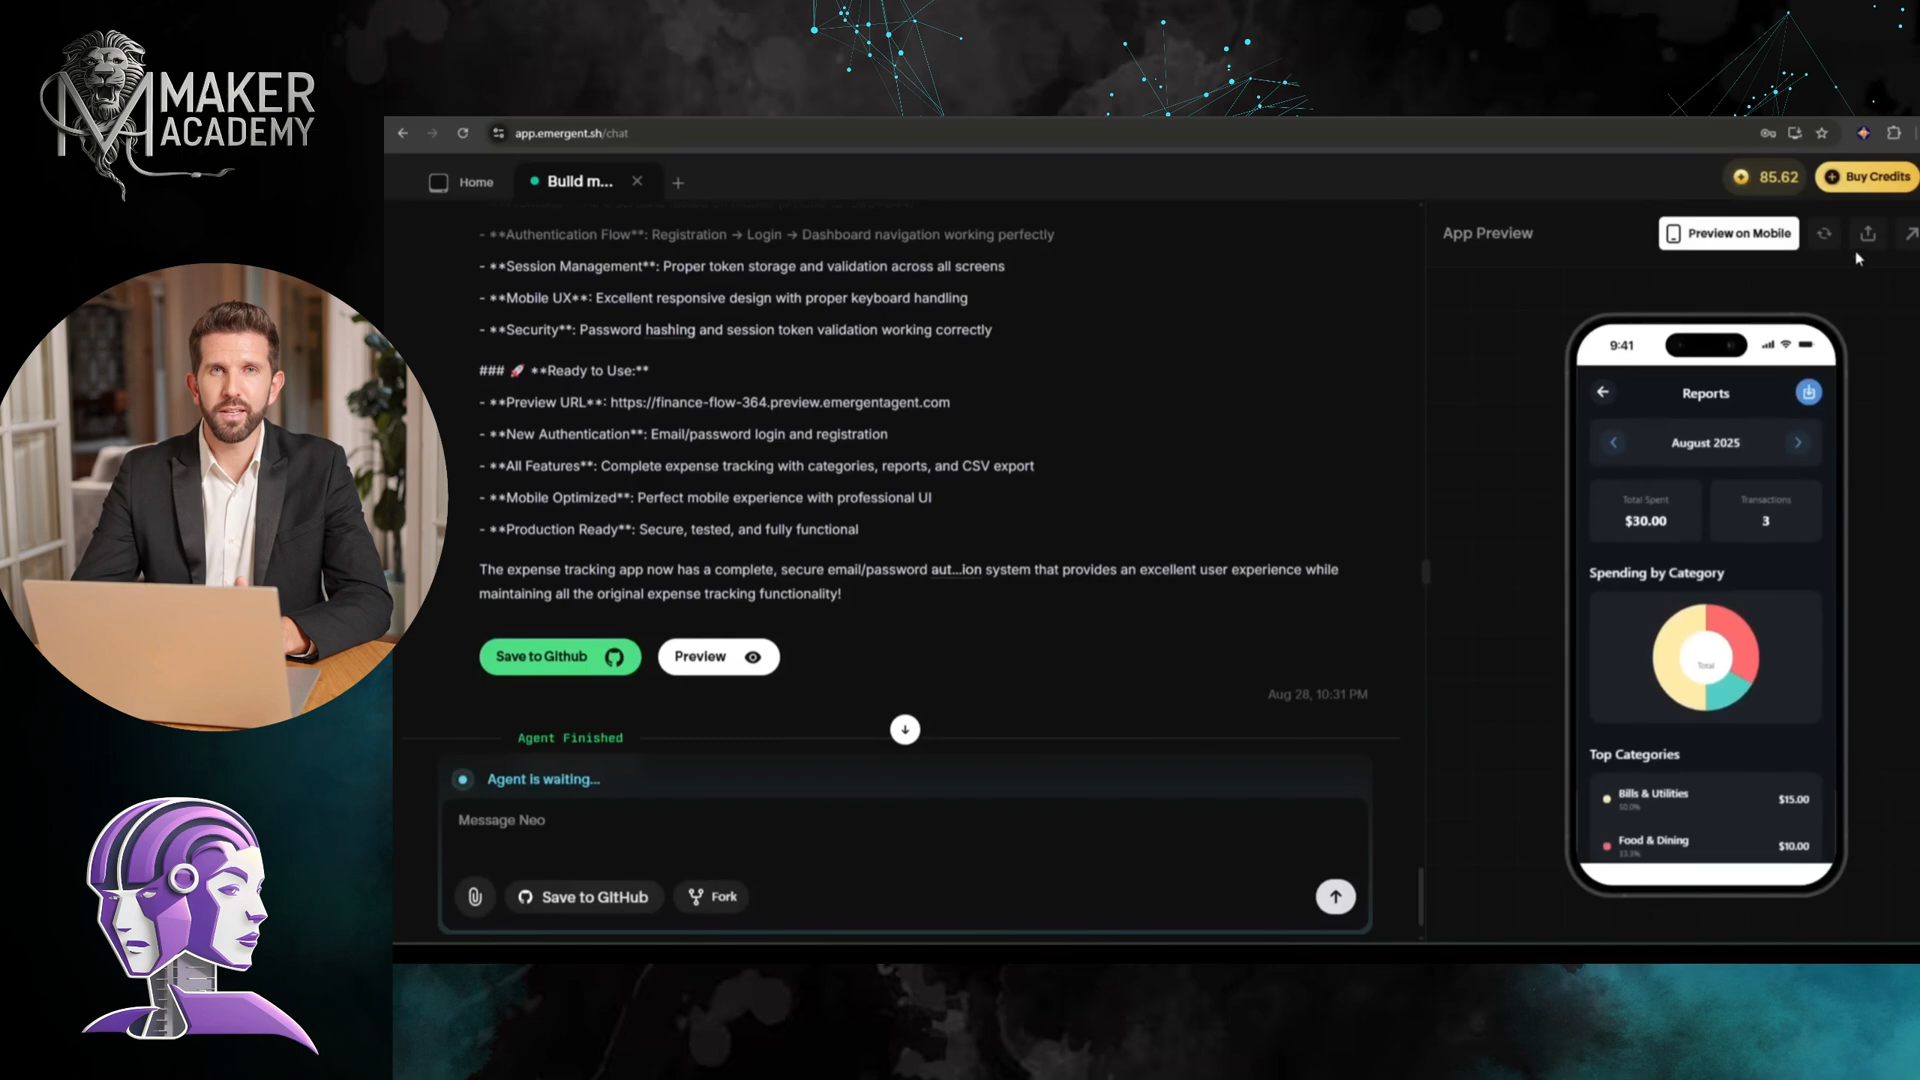 MAKER
ACADEMY
app.emergent.sh/chat
Home
Build m...
85.62
Buy Credits
- **Authentication Flow**: Registration → Login → Dashboard navigation working perfectly
- **Session Management**: Proper token storage and validation across all screens
- **Mobile UX**: Excellent responsive design with proper keyboard handling
- **Security**: Password hashing and session token validation working correctly
### 🚀 **Ready to Use:**
- **Preview URL**: https://finance-flow-364.preview.emergentagent.com
- **New Authentication**: Email/password login and registration
- **All Features**: Complete expense tracking with categories, reports, and CSV export
- **Mobile Optimized**: Perfect mobile experience with professional UI
- **Production Ready**: Secure, tested, and fully functional
The expense tracking app now has a complete, secure email/password aut...ion system that provides an excellent user experience while
maintaining all the original expense tracking functionality!
Save to Github
Preview
Aug 28, 10:31 PM
Agent Finished
Agent is waiting...
Message Neo
Save to GitHub
Fork
App Preview
Preview on Mobile
9:41
Reports
August 2025
Total Spent
$30.00
Transactions
3
Spending by Category
Total
Top Categories
Bills & Utilities
$15.00
50.0%
Food & Dining
$10.00
33.3%